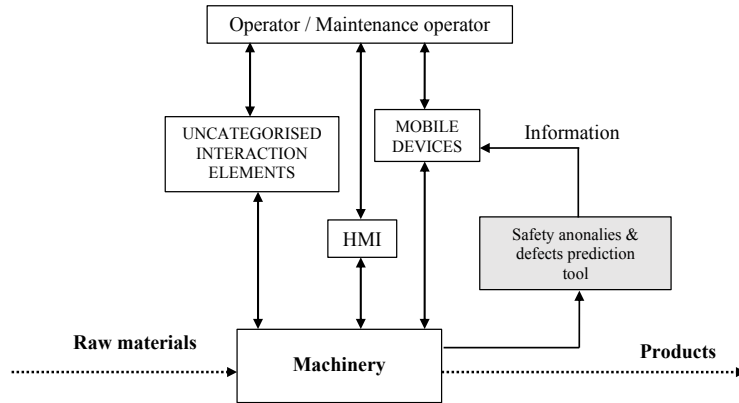 Operator / Maintenance operator
UNCATEGORISED
INTERACTION
ELEMENTS
MOBILE
DEVICES
Information
HMI
Safety anonalies &
defects prediction
tool
Raw materials
Machinery
Products